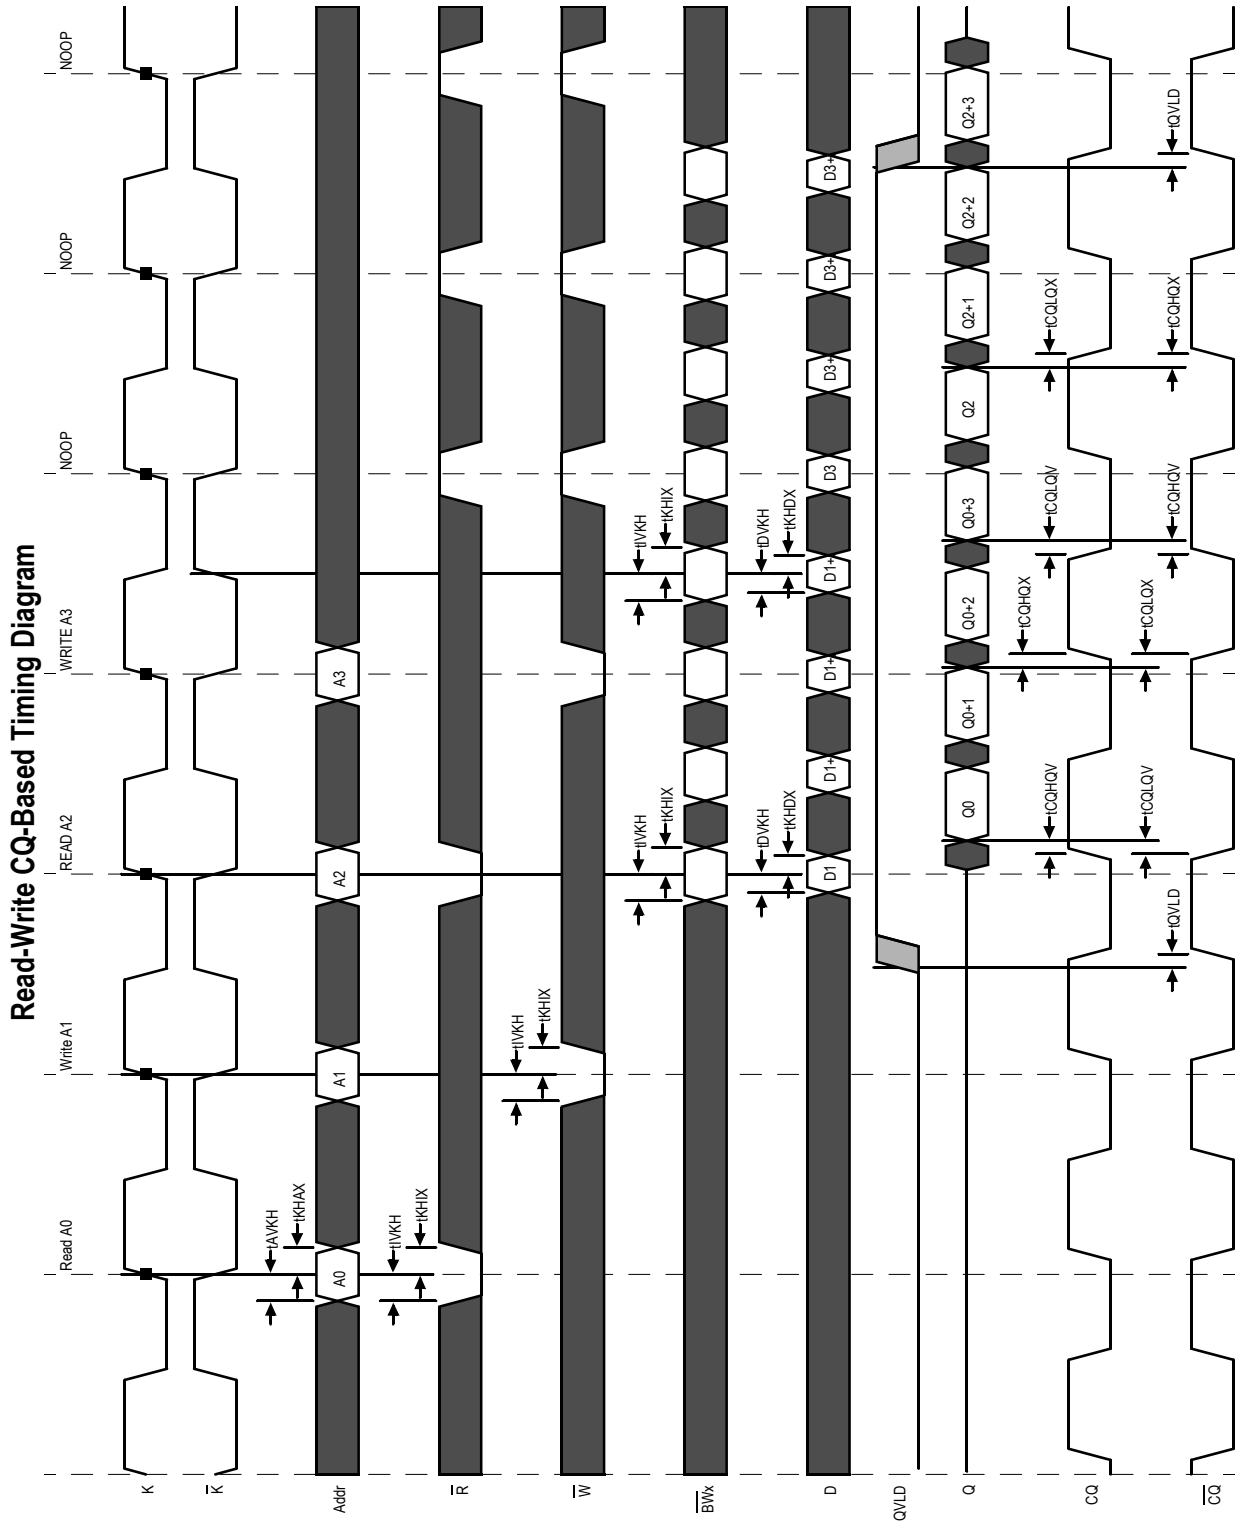 Read-Write CQ-Based Timing Diagram
Read A0
Write A1
READ A2
WRITE A3
NOOP
NOOP
NOOP
K
K
tAVKH
tKHAX
Addr
A0
A1
A2
A3
tIVKH
tKHIX
R
tIVKH
tKHIX
W
tIVKH
tKHIX
tIVKH
tKHIX
BWx
tDVKH
tKHDX
tDVKH
tKHDX
D
D1
D1+
D1+
D1+
D3
D3+
D3+
D3+
QVLD
Q
Q0
Q0+1
Q0+2
Q0+3
Q2
Q2+1
Q2+2
Q2+3
tCQHQV
tCQHQX
tCQLQV
tCQLQX
CQ
tCQLQV
tCQLQX
tQVLD
tCQHQV
tCQHQX
tQVLD
CQ